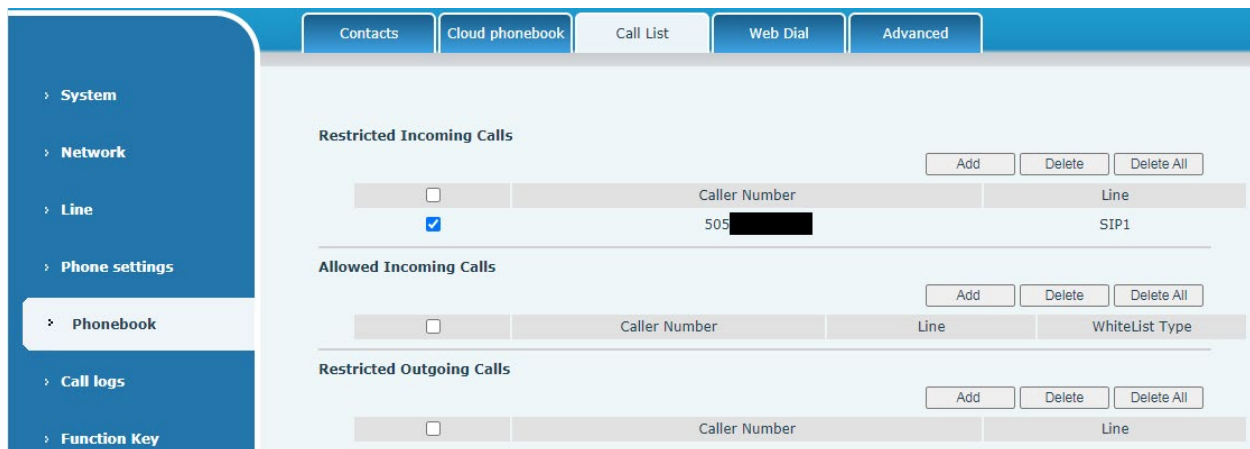 Contacts Cloud phonebook Call List Web Dial Advanced
› System
› Network
› Line
› Phone settings
› Phonebook
› Call logs
› Function Key
Restricted Incoming Calls
Add Delete Delete All
Caller Number Line
505 SIP1
Allowed Incoming Calls
Add Delete Delete All
Caller Number Line WhiteList Type
Restricted Outgoing Calls
Add Delete Delete All
Caller Number Line